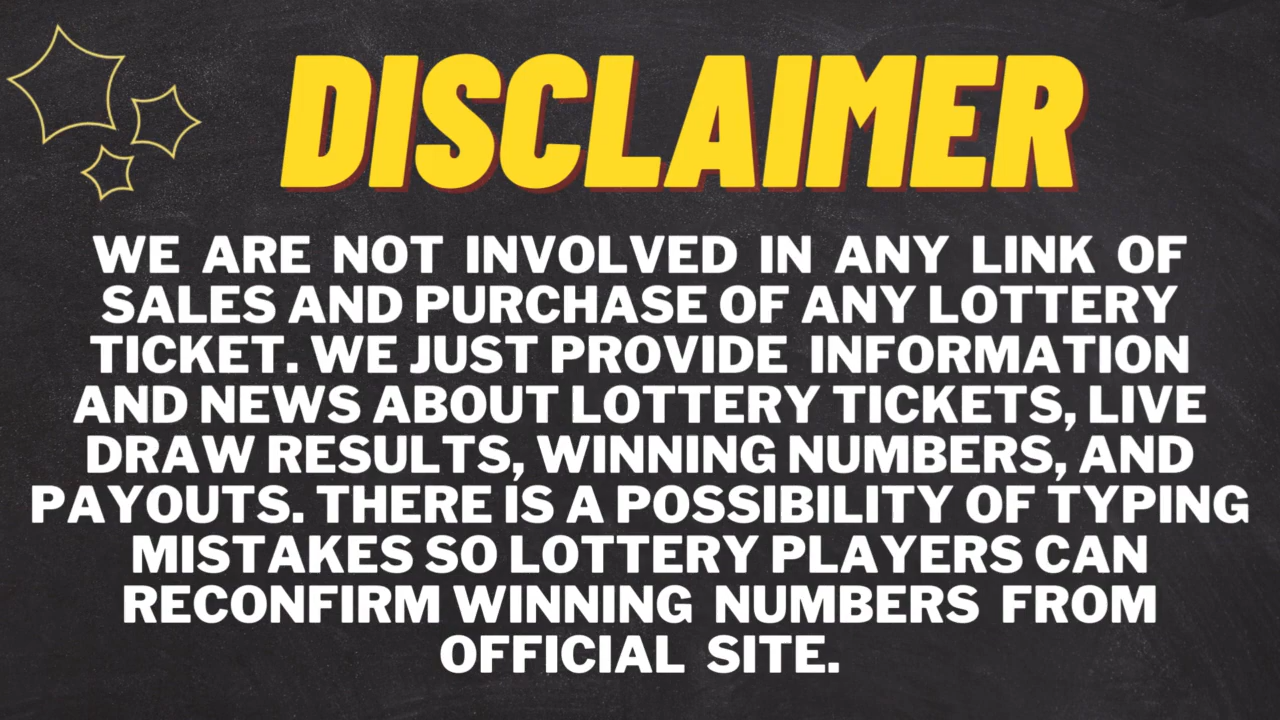 DISCLAIMER
WE ARE NOT INVOLVED IN ANY LINK OF
SALES AND PURCHASE OF ANY LOTTERY
TICKET. WE JUST PROVIDE INFORMATION
AND NEWS ABOUT LOTTERY TICKETS, LIVE
DRAW RESULTS, WINNING NUMBERS, AND
PAYOUTS. THERE IS A POSSIBILITY OF TYPING
MISTAKES SO LOTTERY PLAYERS CAN
RECONFIRM WINNING NUMBERS FROM
OFFICIAL SITE.